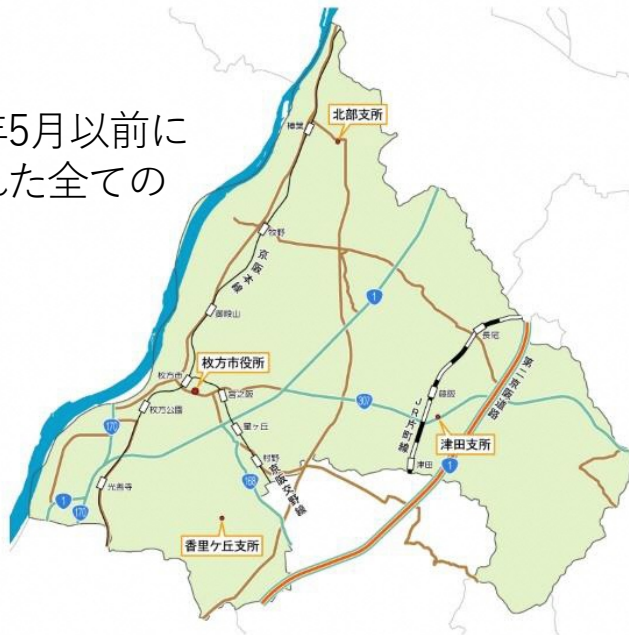 年5月以前に
れた全ての
北部支所
樟葉
牧野
京阪本線
1
御殿山
長尾
枚方市役所
枚方市
宮之阪
枚方公園
307
藤阪
第二京阪道路
JR片町線
170
星ヶ丘
津田支所
村野
津田
1
168
京阪交野線
光善寺
1
170
香里ケ丘支所